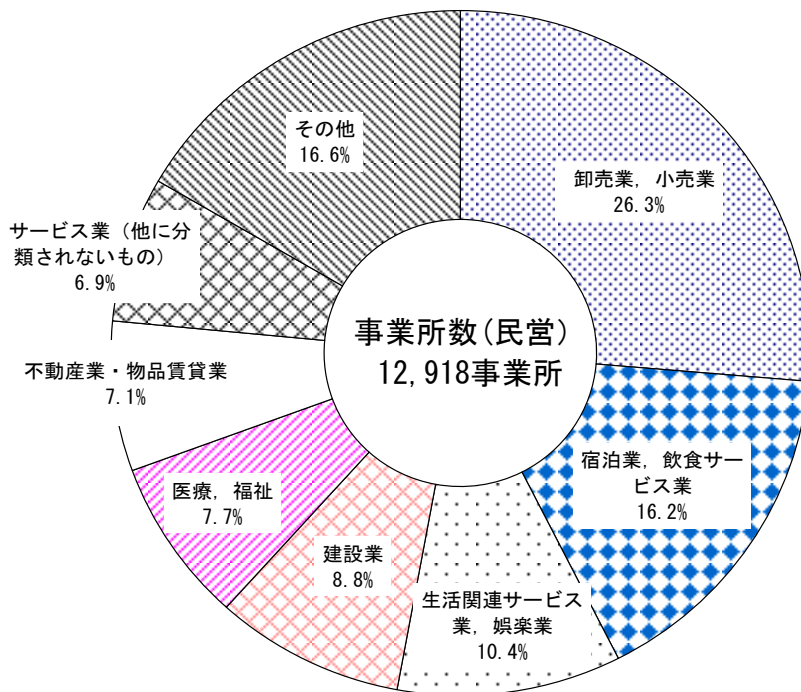 その他
16.6%
卸売業，小売業
26.3%
サービス業（他に分
類されないもの）
6.9%
事業所数(民営)
12,918事業所
不動産業・物品賃貸業
7.1%
宿泊業，飲食サー
ビス業
16.2%
医療，福祉
7.7%
建設業
8.8%
生活関連サービス
業，娯楽業
10.4%